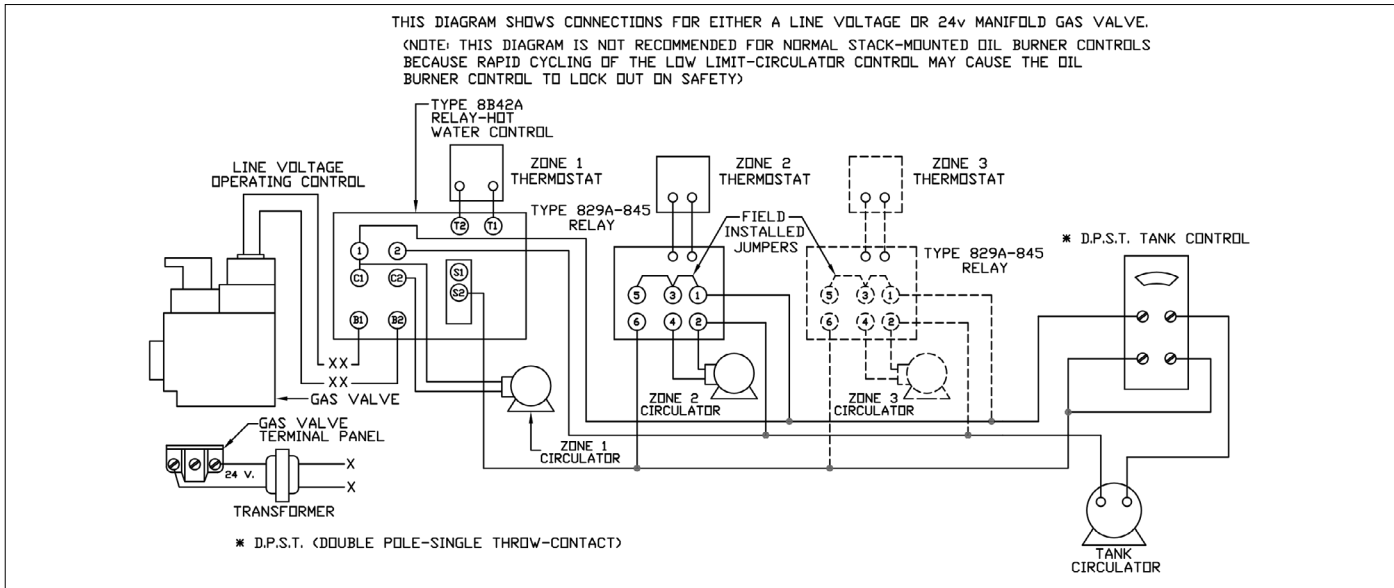 THIS DIAGRAM SHOWS CONNECTIONS FOR EITHER A LINE VOLTAGE OR 24v MANIFOLD GAS VALVE.
(NOTE: THIS DIAGRAM IS NOT RECOMMENDED FOR NORMAL STACK-MOUNTED OIL BURNER CONTROLS
BECAUSE RAPID CYCLING OF THE LOW LIMIT-CIRCULATOR CONTROL MAY CAUSE THE OIL
BURNER CONTROL TO LOCK OUT ON SAFETY)
TYPE 8B42A
RELAY-HOT
WATER CONTROL
LINE VOLTAGE
OPERATING CONTROL
ZONE 1
THERMOSTAT
ZONE 2
THERMOSTAT
ZONE 3
THERMOSTAT
TYPE 829A-845
RELAY
FIELD
INSTALLED
JUMPERS
TYPE 829A-845
RELAY
* D.P.S.T. TANK CONTROL
T2 T1
1 2
C1 C2
S1
S2
B1 B2
5 3 1
6 4 2
5 3 1
6 4 2
XX
XX
GAS VALVE
ZONE 1
CIRCULATOR
ZONE 2
CIRCULATOR
ZONE 3
CIRCULATOR
GAS VALVE
TERMINAL PANEL
24 V.
X
X
TRANSFORMER
TANK
CIRCULATOR
* D.P.S.T. (DOUBLE POLE-SINGLE THROW-CONTACT)